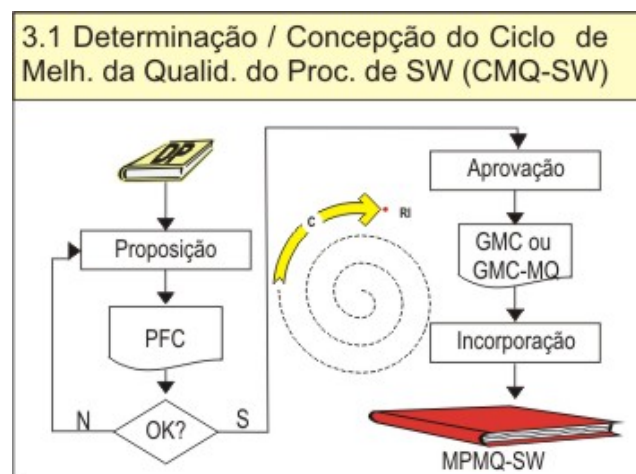 3.1 Determinação / Concepção do Ciclo de
Melh. da Qualid. do Proc. de SW (CMQ-SW)
DP
Proposição
PFC
N
OK?
S
C
RI
Aprovação
GMC ou
GMC-MQ
Incorporação
MPMQ-SW